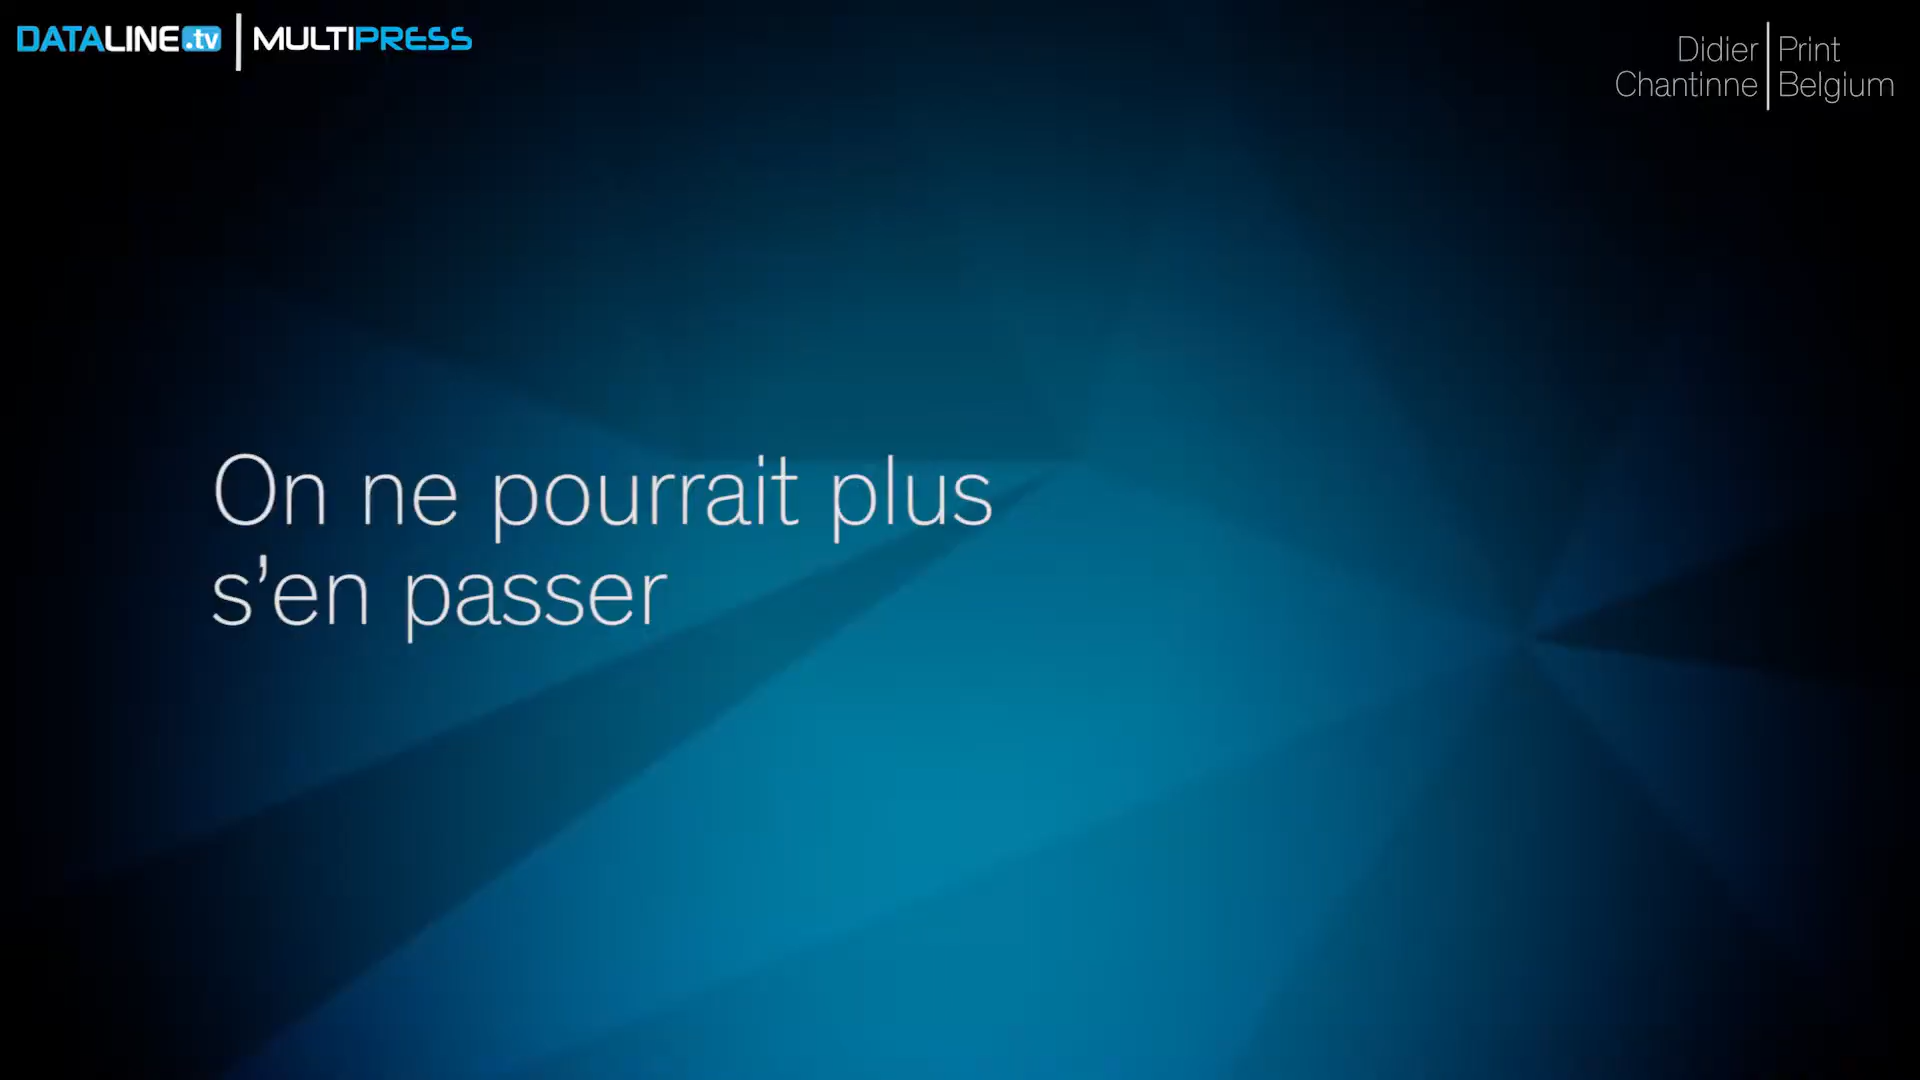 DATALINE.tv | MULTIPRESS
Didier | Print
Chantinne | Belgium
On ne pourrait plus
s’en passer